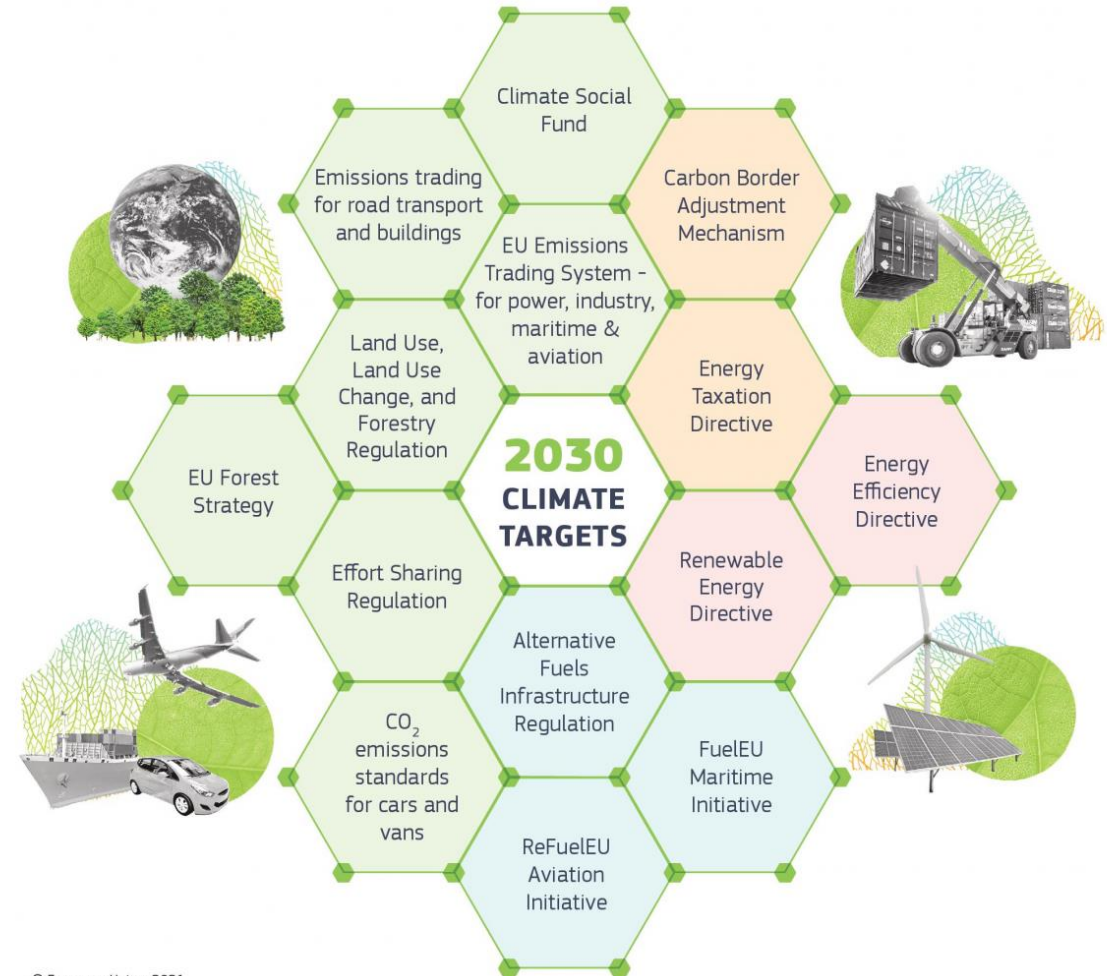 Climate Social
Fund
Emissions trading
for road transport
and buildings
Carbon Border
Adjustment
Mechanism
EU Emissions
Trading System -
for power, industry,
maritime &
aviation
Land Use,
Land Use
Change, and
Forestry
Regulation
Energy
Taxation
Directive
EU Forest
Strategy
2030
CLIMATE
TARGETS
Energy
Efficiency
Directive
Effort Sharing
Regulation
Renewable
Energy
Directive
Alternative
Fuels
Infrastructure
Regulation
CO₂
emissions
standards
for cars and
vans
FuelEU
Maritime
Initiative
ReFuelEU
Aviation
Initiative